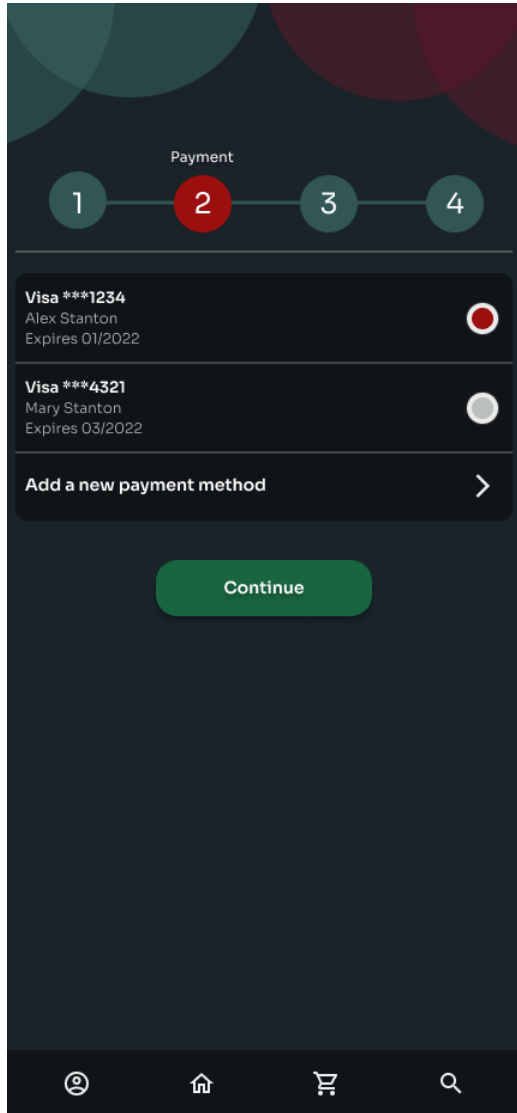 Payment
1
2
3
4
Visa ***1234
Alex Stanton
Expires 01/2022
Visa ***4321
Mary Stanton
Expires 03/2022
Add a new payment method
Continue